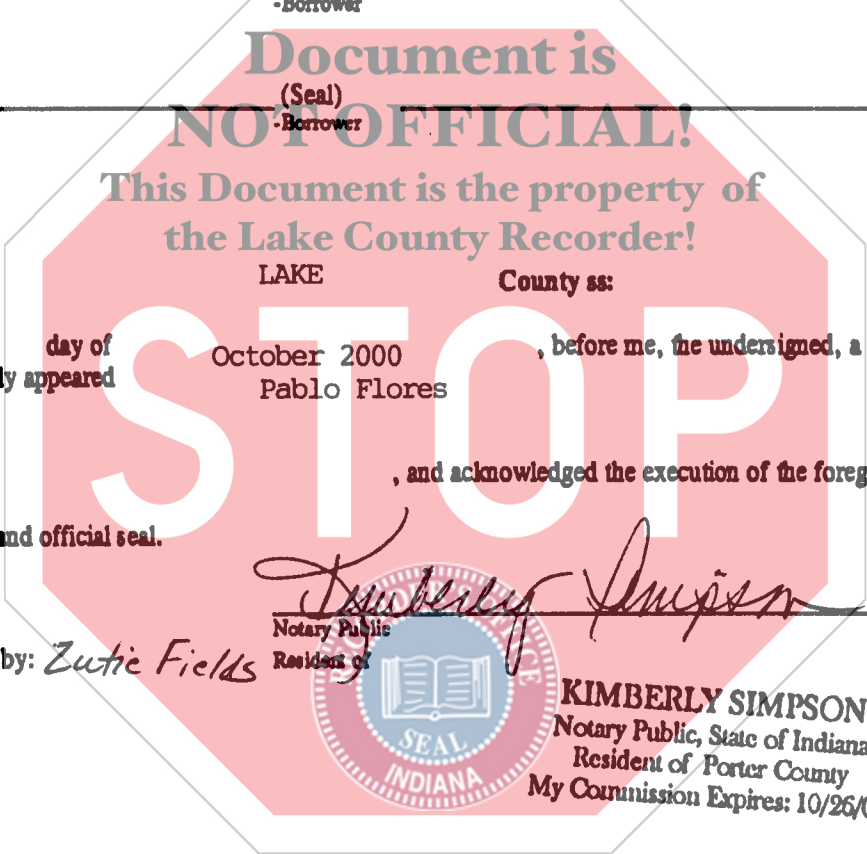 -Borrower
Document is
(Seal)
NOT OFFICIAL!
-Borrower
This Document is the property of
the Lake County Recorder!
LAKE County ss:
STOP
day of October 2000 , before me, the undersigned, a
ly appeared Pablo Flores
, and acknowledged the execution of the foreg
nd official seal.
Kimberly Simpson
Notary Public
by: Zutie Fields Resident of
SEAL
INDIANA
KIMBERLY SIMPSON
Notary Public, State of Indiana
Resident of Porter County
My Commission Expires: 10/26/0